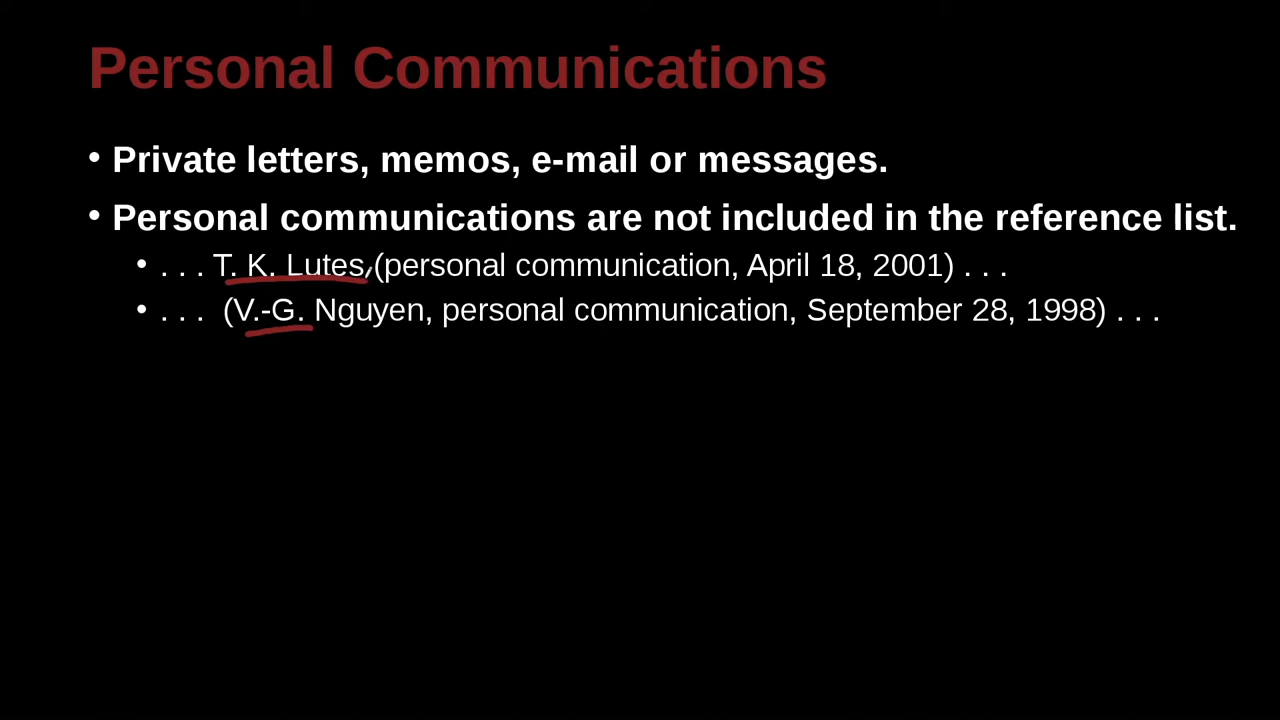 Personal Communications
• Private letters, memos, e-mail or messages.
• Personal communications are not included in the reference list.
• . . . T. K. Lutes (personal communication, April 18, 2001) . . .
• . . . (V.-G. Nguyen, personal communication, September 28, 1998) . . .